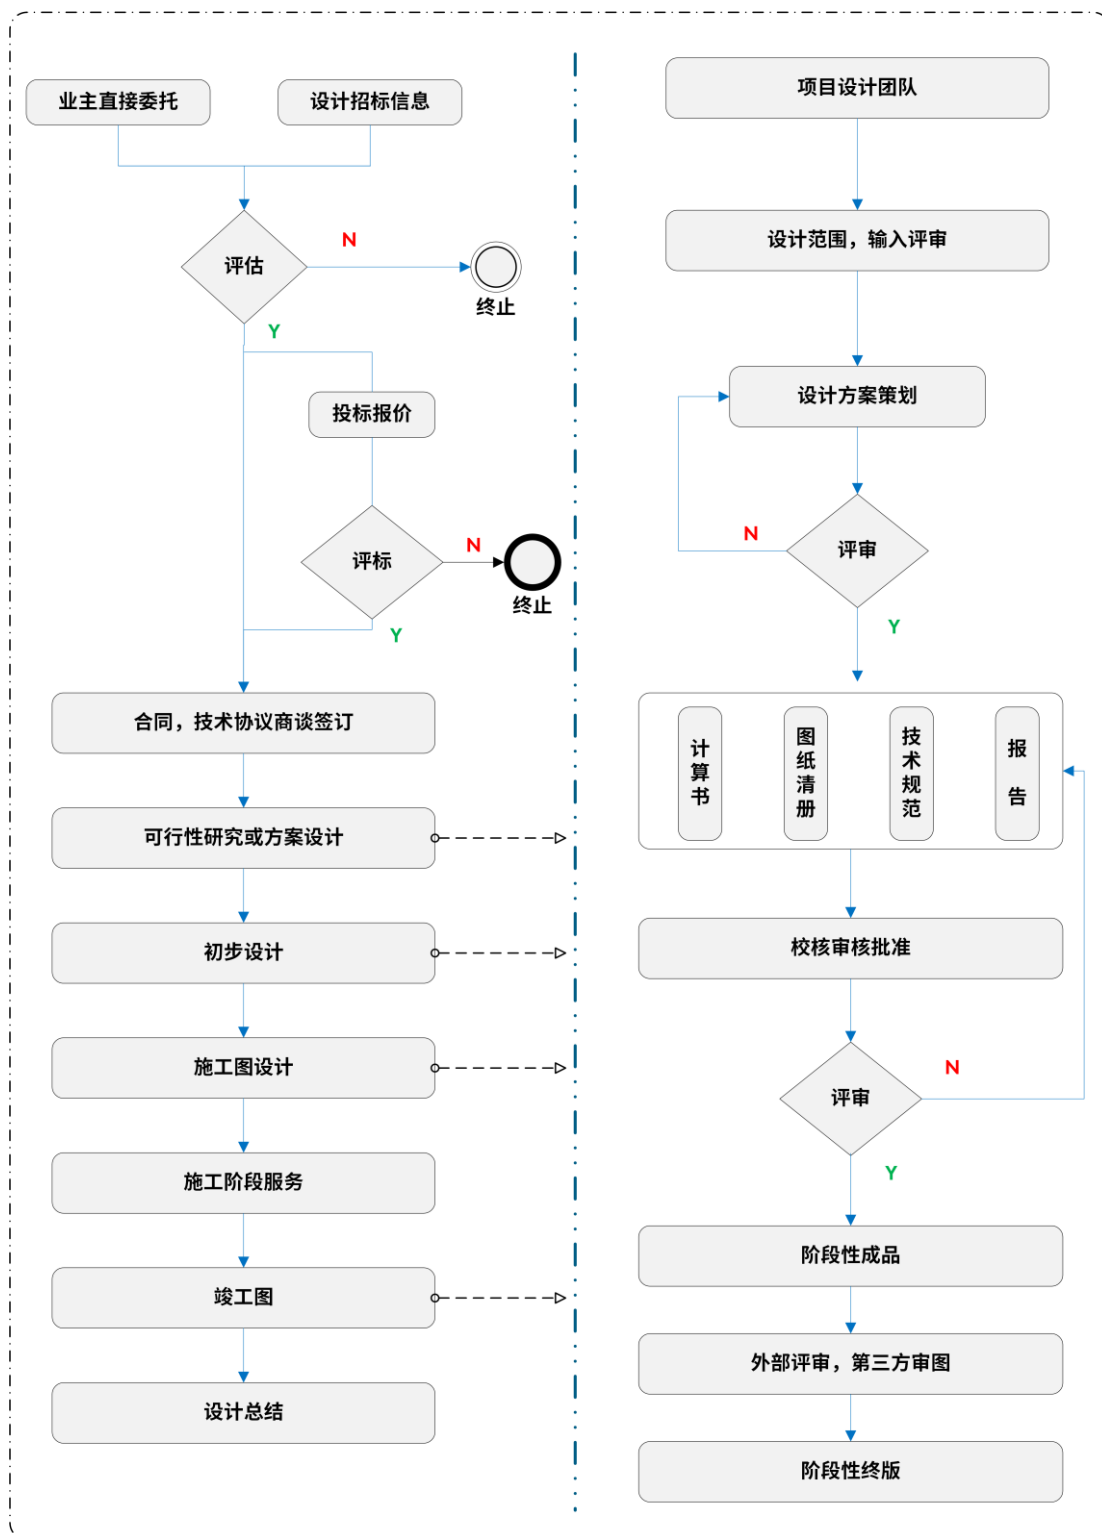 业主直接委托
设计招标信息
评估
N
终止
Y
投标报价
评标
N
终止
Y
合同，技术协议商谈签订
可行性研究或方案设计
初步设计
施工图设计
施工阶段服务
竣工图
设计总结
项目设计团队
设计范围，输入评审
设计方案策划
评审
N
Y
计算书
图纸清册
技术规范
报告
校核审核批准
评审
N
Y
阶段性成品
外部评审，第三方审图
阶段性终版